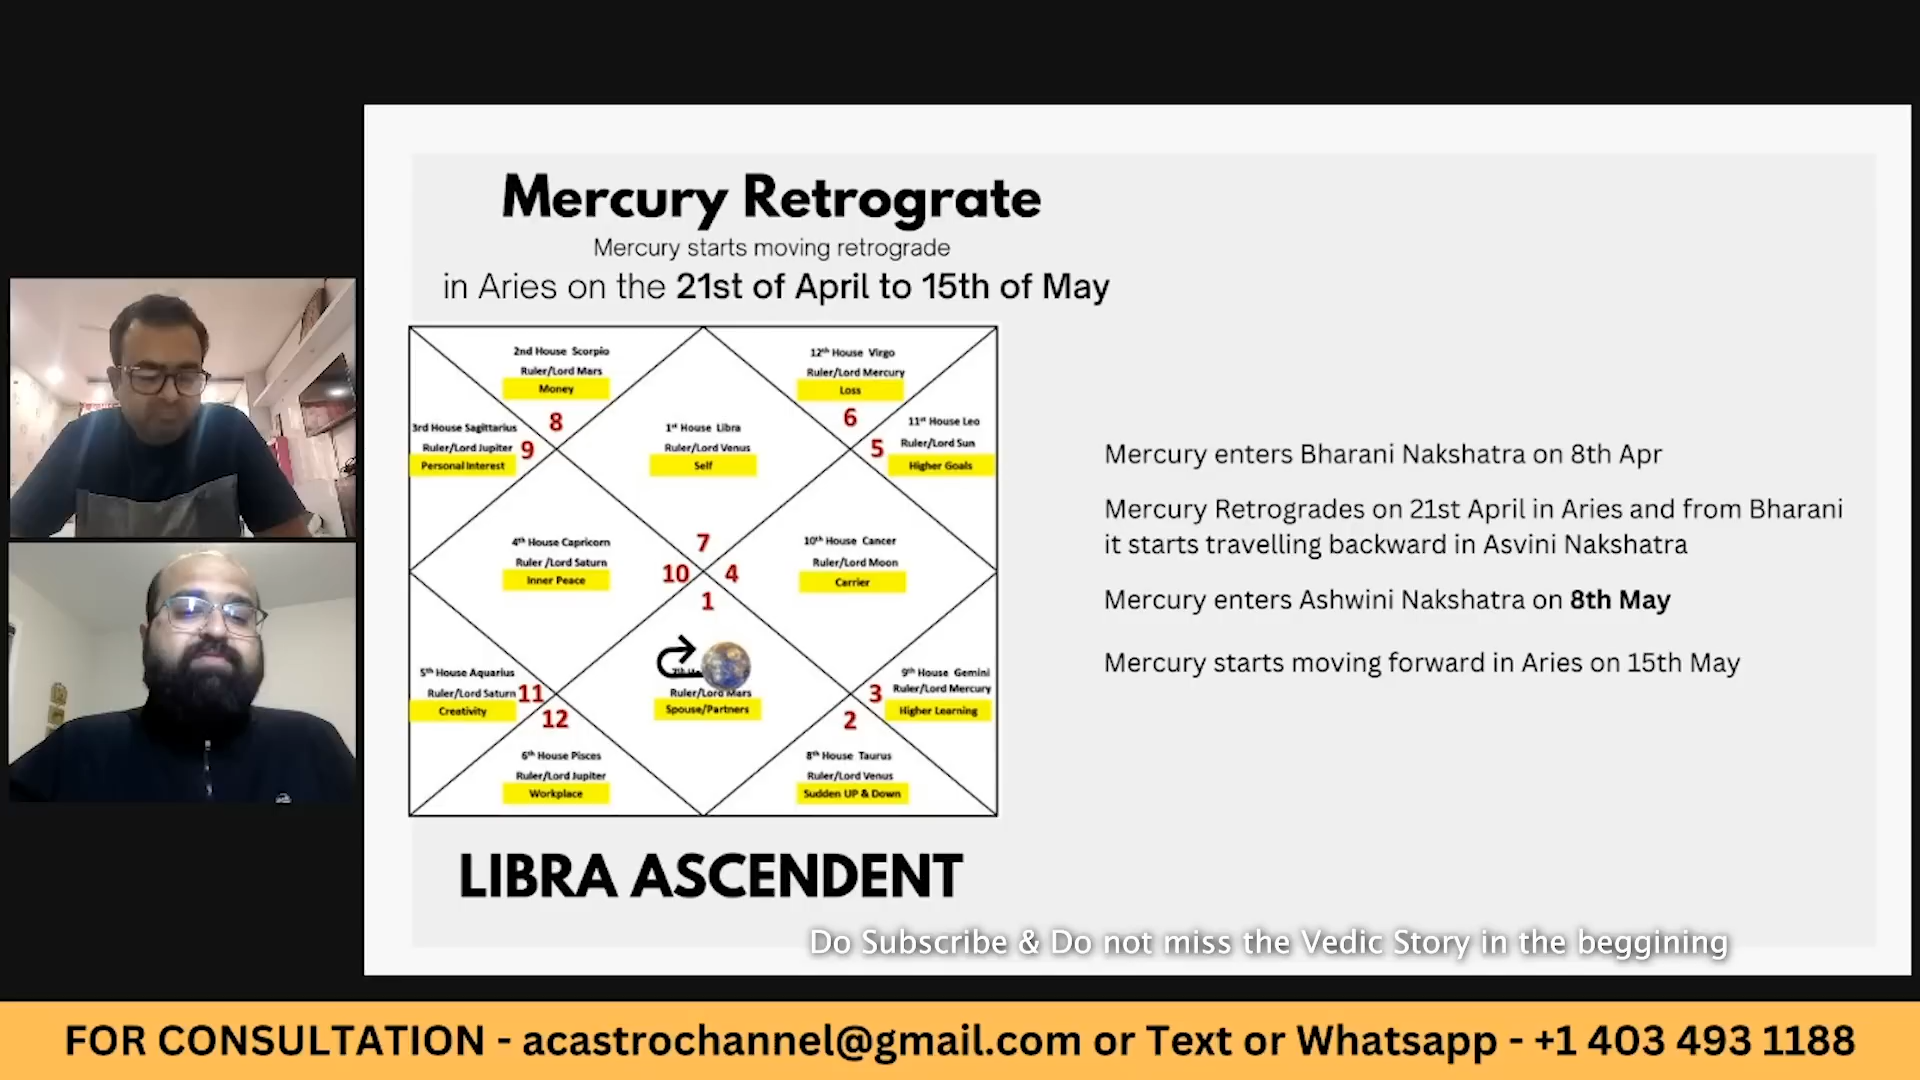 Mercury Retrograte
Mercury starts moving retrograde
in Aries on the 21st of April to 15th of May
2nd House Scorpio
Ruler/Lord Mars
Money
8
12th House Virgo
Ruler/Lord Mercury
Loss
6
3rd House Sagittarius
Ruler/Lord Jupiter
Personal Interest
9
1st House Libra
Ruler/Lord Venus
Self
7
11st House Leo
Ruler/Lord Sun
Higher Goals
5
4th House Capricorn
Ruler /Lord Saturn
Inner Peace
10
10th House Cancer
Ruler/Lord Moon
Carrier
4
1
Ruler/Lord Mars
Spouse/Partners
5th House Aquarius
Ruler/Lord Saturn
Creativity
11
12
6th House Pisces
Ruler/Lord Jupiter
Workplace
9th House Gemini
Ruler/Lord Mercury
Higher Learning
3
2
8th House Taurus
Ruler/Lord Venus
Sudden UP & Down
LIBRA ASCENDENT
Mercury enters Bharani Nakshatra on 8th Apr
Mercury Retrogrades on 21st April in Aries and from Bharani
it starts travelling backward in Asvini Nakshatra
Mercury enters Ashwini Nakshatra on 8th May
Mercury starts moving forward in Aries on 15th May
Do Subscribe & Do not miss the Vedic Story in the beggining
FOR CONSULTATION - acastrochannel@gmail.com or Text or Whatsapp - +1 403 493 1188